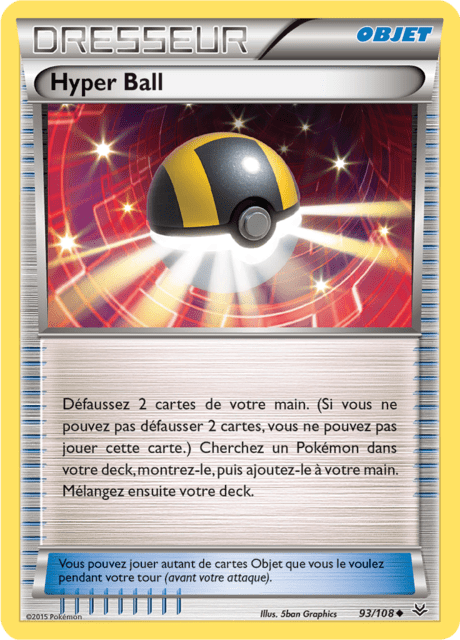 DRESSEUR
OBJET
Hyper Ball
Défaussez 2 cartes de votre main. (Si vous ne
pouvez pas défausser 2 cartes, vous ne pouvez pas
jouer cette carte.) Cherchez un Pokémon dans
votre deck, montrez-le, puis ajoutez-le à votre main.
Mélangez ensuite votre deck.
Vous pouvez jouer autant de cartes Objet que vous le voulez
pendant votre tour (avant votre attaque).
©2015 Pokémon
Illus. 5ban Graphics
93/108